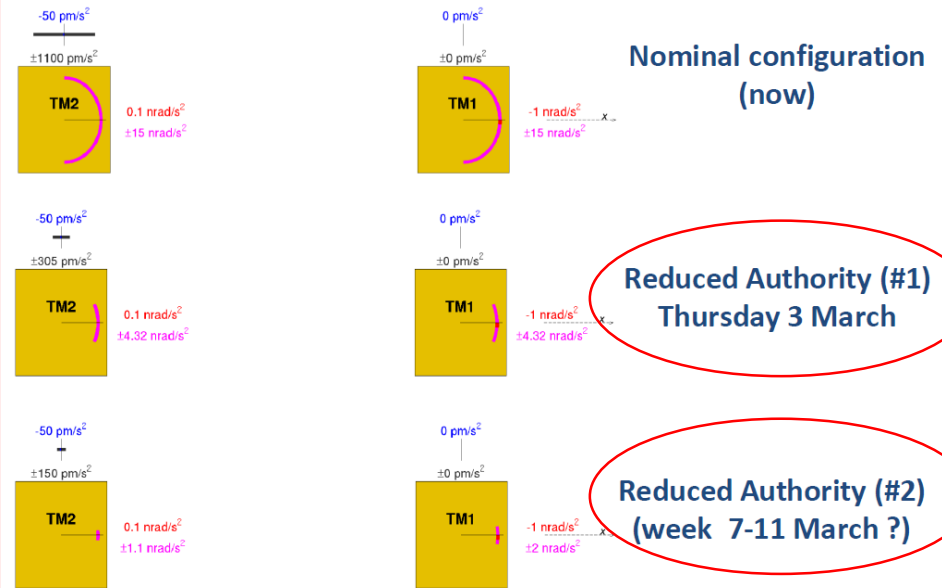 -50 pm/s²
0 pm/s²
±1100 pm/s²
±0 pm/s²
Nominal configuration
(now)
TM2
0.1 nrad/s²
±15 nrad/s²
TM1
-1 nrad/s²
±15 nrad/s²
x
-50 pm/s²
0 pm/s²
±305 pm/s²
±0 pm/s²
TM2
0.1 nrad/s²
±4.32 nrad/s²
TM1
-1 nrad/s²
±4.32 nrad/s²
x
Reduced Authority (#1)
Thursday 3 March
-50 pm/s²
0 pm/s²
±150 pm/s²
±0 pm/s²
TM2
0.1 nrad/s²
±1.1 nrad/s²
TM1
-1 nrad/s²
±2 nrad/s²
x
Reduced Authority (#2)
(week 7-11 March ?)